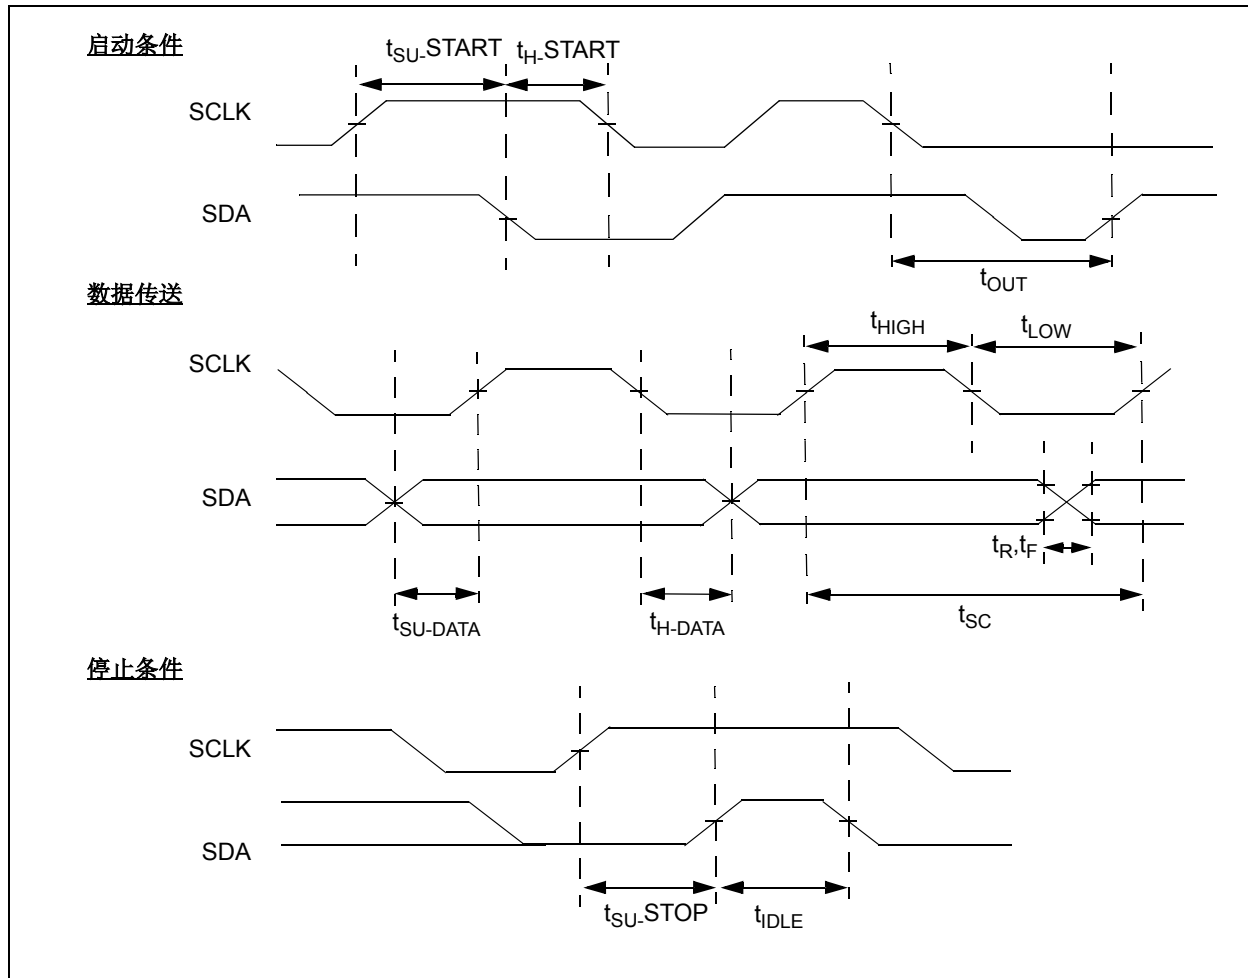 启动条件
tSU-START
tH-START
SCLK
SDA
tOUT
数据传送
tHIGH
tLOW
SCLK
SDA
tR,tF
tSU-DATA
tH-DATA
tSC
停止条件
SCLK
SDA
tSU-STOP
tIDLE